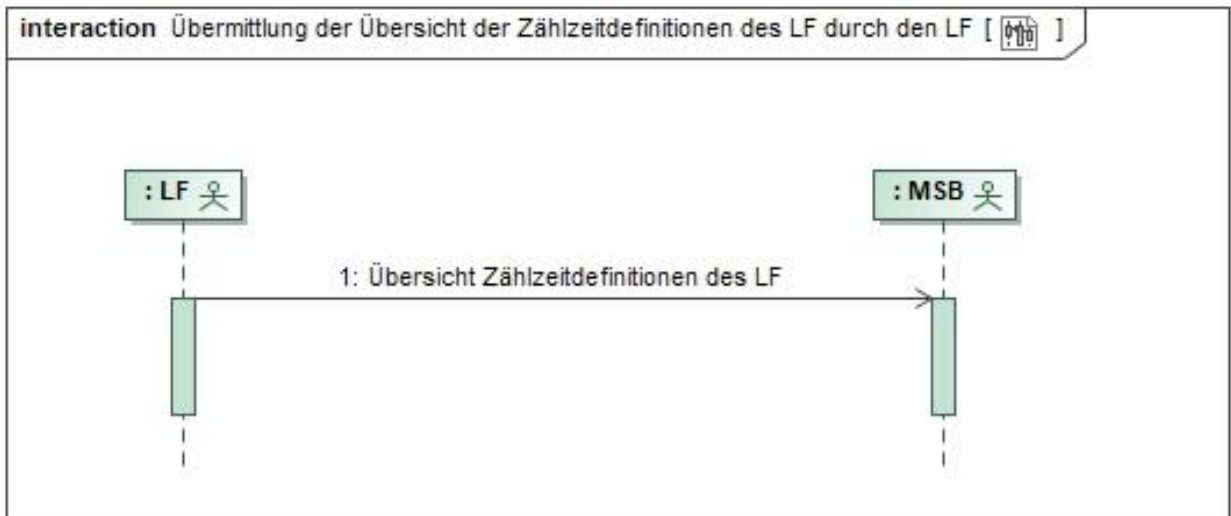 interaction Übermittlung der Übersicht der Zählzeitdefinitionen des LF durch den LF [ ]
: LF
: MSB
1: Übersicht Zählzeitdefinitionen des LF